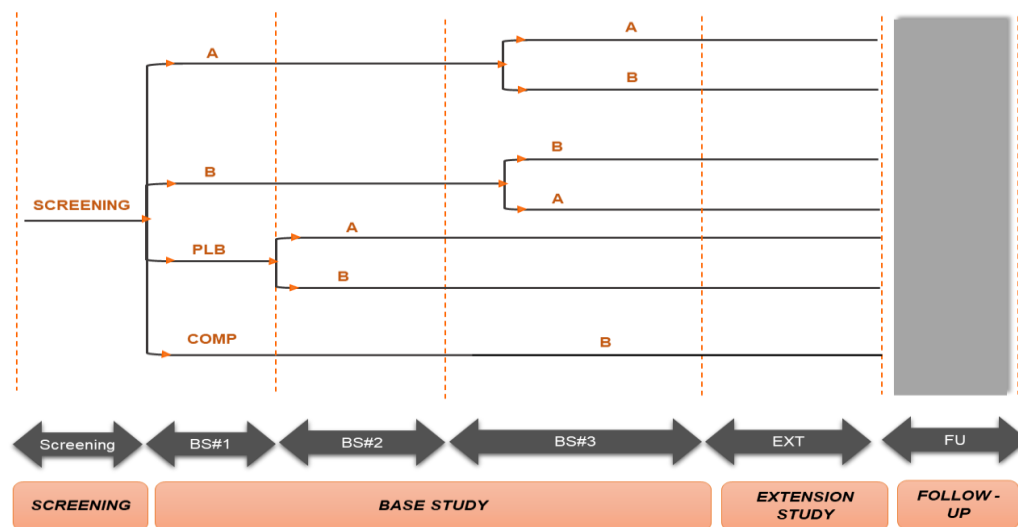 A
A
B
B
B
A
SCREENING
A
PLB
B
COMP
B
Screening BS#1 BS#2 BS#3 EXT FU
SCREENING BASE STUDY EXTENSION STUDY FOLLOW - UP